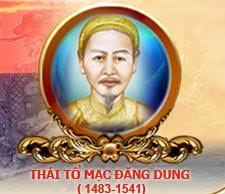 THÁI TỔ MẠC ĐĂNG DUNG
( 1483-1541)